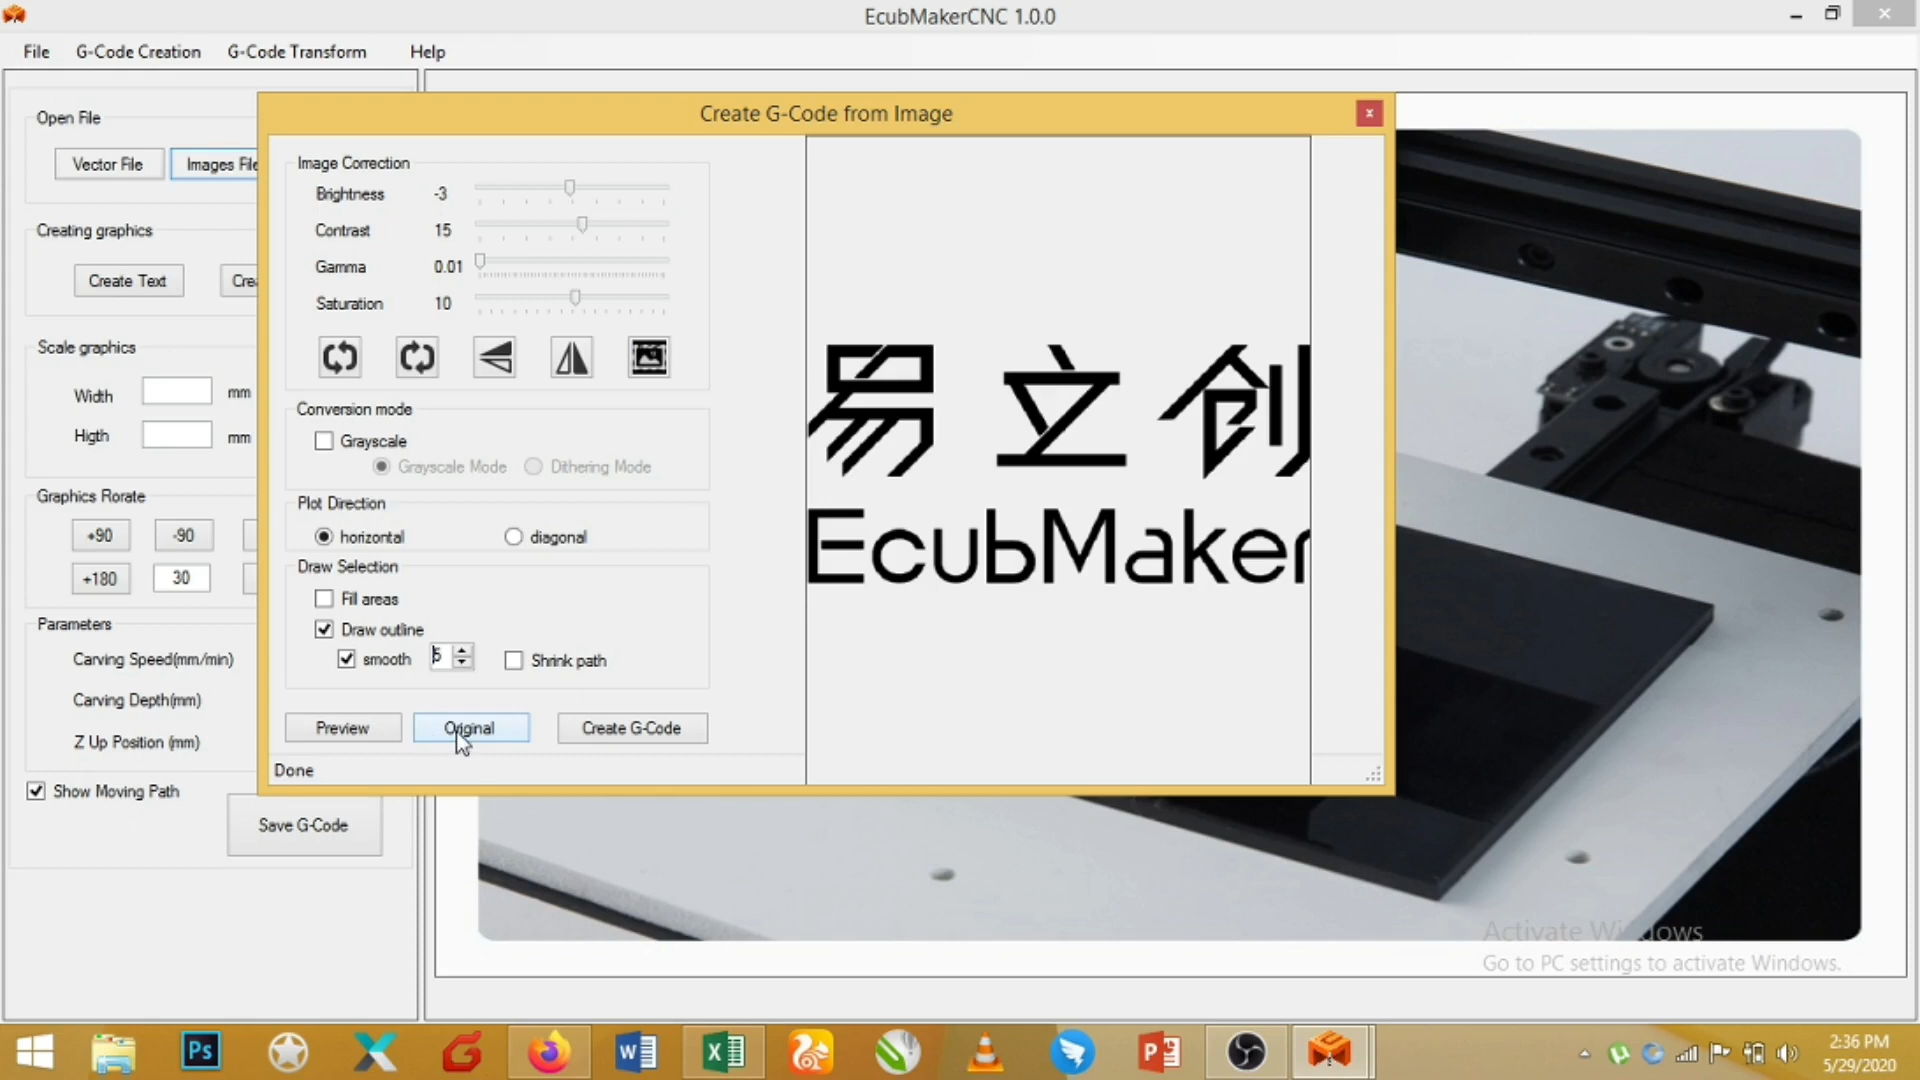 EcubMakerCNC 1.0.0
File G-Code Creation G-Code Transform Help
Open File
Vector File Images File
Creating graphics
Create Text Crea
Scale graphics
Width mm
Higth mm
Graphics Rorate
+90 -90
+180 30
Parameters
Carving Speed(mm/min)
Carving Depth(mm)
Z Up Position (mm)
Show Moving Path
Save G-Code
Create G-Code from Image
Image Correction
Brightness -3
Contrast 15
Gamma 0.01
Saturation 10
Conversion mode
Grayscale
Grayscale Mode Dithering Mode
Plot Direction
horizontal diagonal
Draw Selection
Fill areas
Draw outline
smooth 5 Shrink path
Preview Original Create G-Code
Done
易立创
EcubMaker
Activate Windows
Go to PC settings to activate Windows.
Ps
2:36 PM
5/29/2020